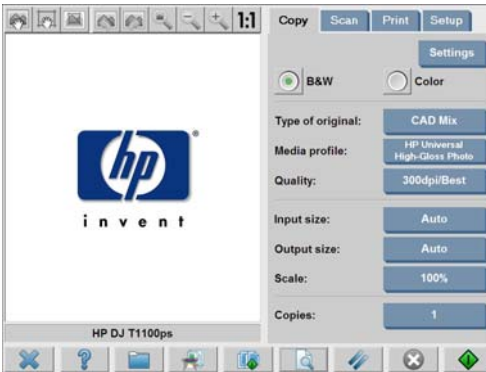 1:1
Copy
Scan
Print
Setup
Settings
B&W
Color
Type of original:
CAD Mix
Media profile:
HP Universal
High-Gloss Photo
Quality:
300dpi/Best
Input size:
Auto
Output size:
Auto
Scale:
100%
Copies:
1
hp
invent
HP DJ T1100ps